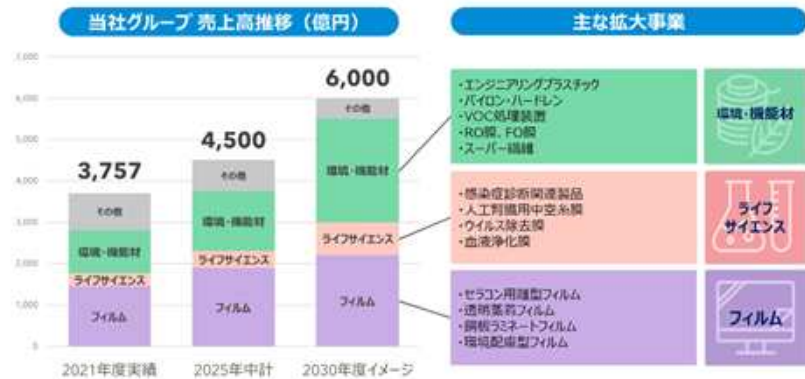 当社グループ 売上高推移（億円）
7,000
6,000
5,000
4,000
3,000
2,000
1,000
0
3,757
その他
環境・機能材
ライフサイエンス
フィルム
2021年度実績
4,500
その他
環境・機能材
ライフサイエンス
フィルム
2025年中計
6,000
その他
環境・機能材
ライフサイエンス
フィルム
2030年度イメージ
主な拡大事業
・エンジニアリングプラスチック
・バイロン・ハードレン
・VOC処理装置
・RO膜、FO膜
・スーパー繊維
環境・機能材
・感染症診断関連製品
・人工腎臓用中空糸膜
・ウイルス除去膜
・血液浄化膜
ライフ
サイエンス
・セラコン用離型フィルム
・透明蒸着フィルム
・鋼板ラミネートフィルム
・環境配慮型フィルム
フィルム